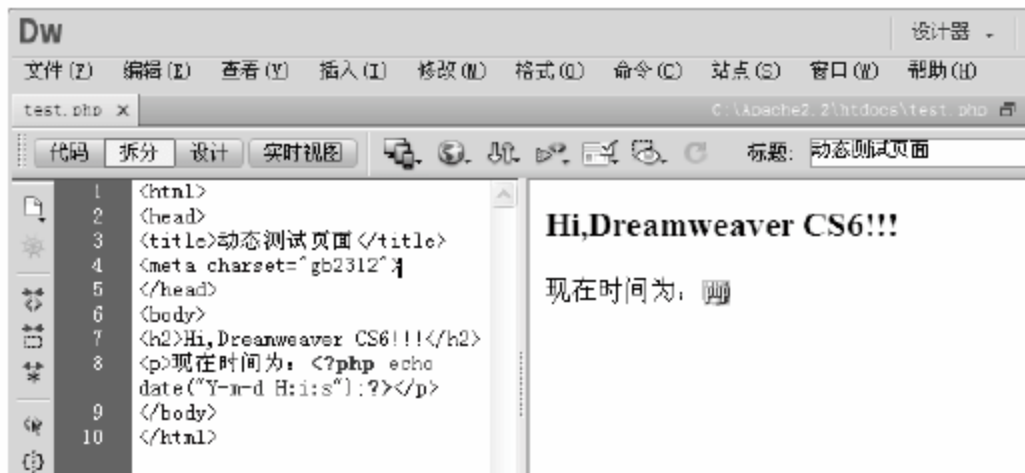 Dw 设计器
文件(F) 编辑(E) 查看(V) 插入(I) 修改(M) 格式(O) 命令(C) 站点(S) 窗口(W) 帮助(H)
test.php × C:\Apache2.2\htdocs\test.php
代码 拆分 设计 实时视图 标题: 动态测试页面
1 <html>
2 <head>
3 <title>动态测试页面</title>
4 <meta charset="gb2312">
5 </head>
6 <body>
7 <h2>Hi,Dreamweaver CS6!!!</h2>
8 <p>现在时间为：<?php echo
date("Y-m-d H:i:s");?></p>
9 </body>
10 </html>
Hi,Dreamweaver CS6!!!
现在时间为：